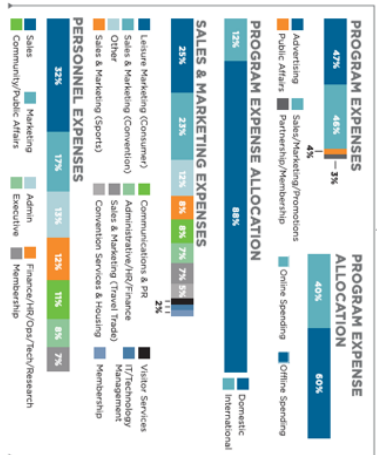 PROGRAM EXPENSES
47%
46%
4%
3%
Advertising
Sales/Marketing/Promotions
Public Affairs
Partnership/Membership
PROGRAM EXPENSE
ALLOCATION
40%
60%
Online Spending
Offline Spending
PROGRAM EXPENSE ALLOCATION
12%
88%
Domestic
International
SALES & MARKETING EXPENSES
25%
23%
12%
8%
8%
7%
7%
5%
2%
Leisure Marketing (Consumer)
Sales & Marketing (Convention)
Other
Sales & Marketing (Sports)
Communications & PR
Administrative/HR/Finance
Sales & Marketing (Travel Trade)
Convention Services & Housing
Visitor Services
IT/Technology
Management
Membership
PERSONNEL EXPENSES
32%
17%
13%
12%
11%
8%
7%
Sales
Marketing
Admin
Finance/HR/Ops/Tech/Research
Community/Public Affairs
Executive
Membership